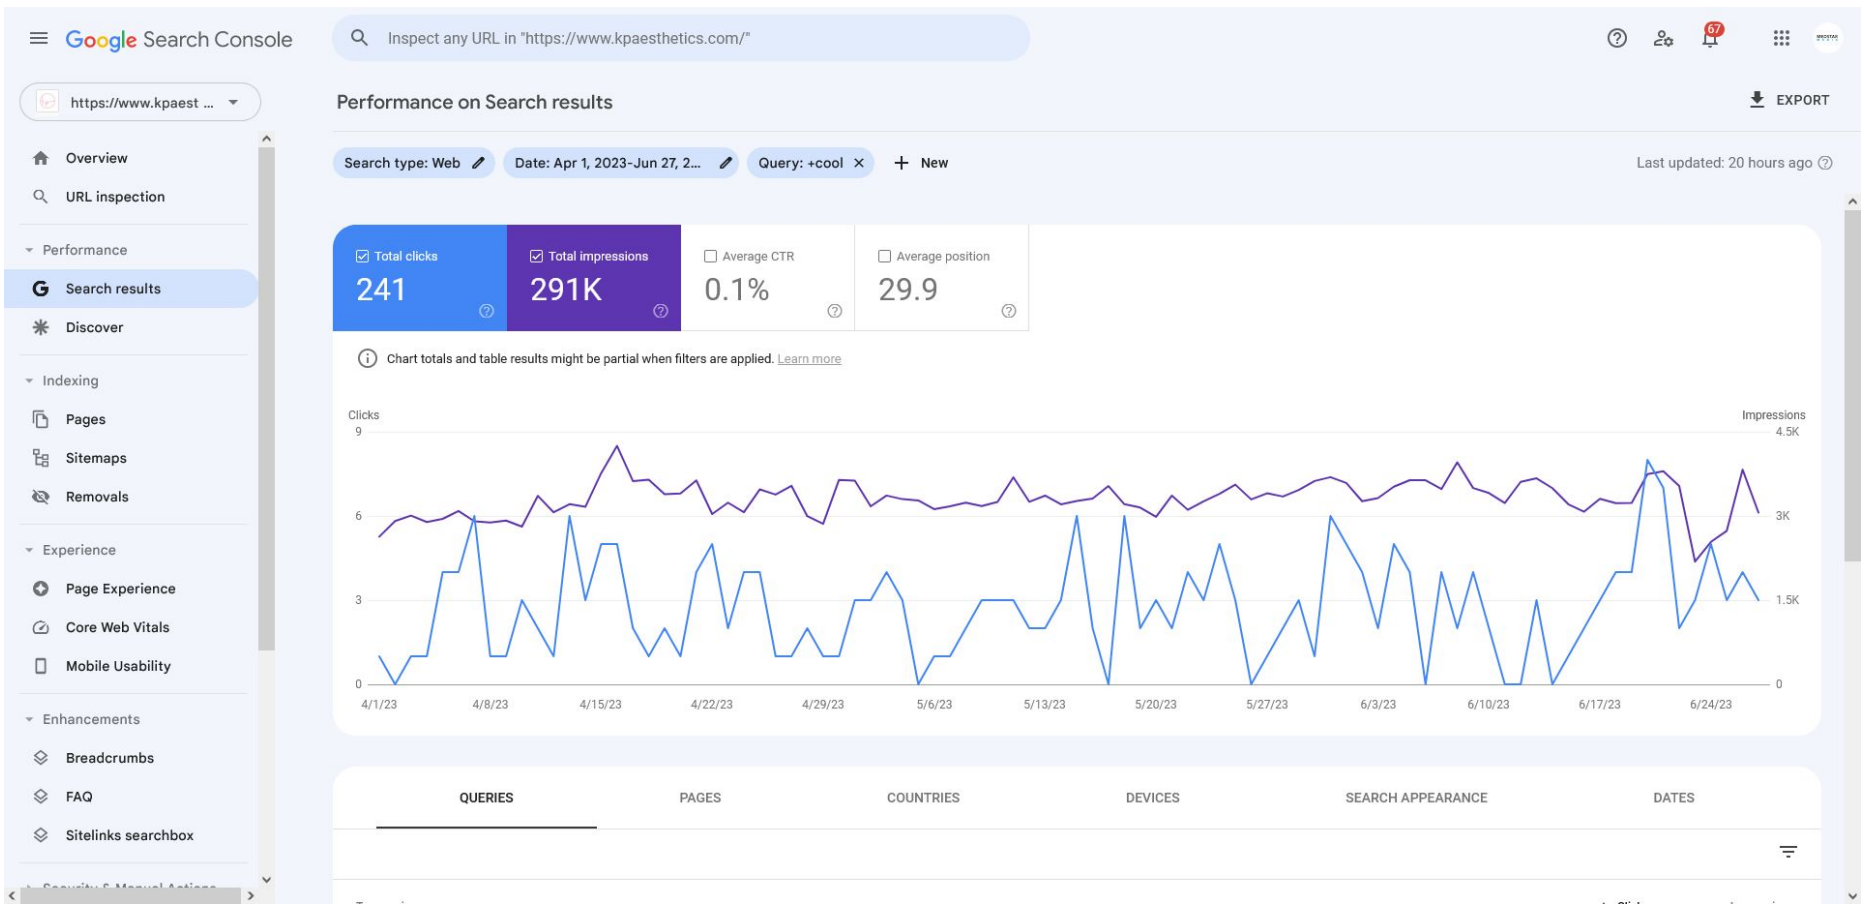 Google Search Console
Inspect any URL in "https://www.kpaesthetics.com/"
67
https://www.kpaest ...
Overview
URL inspection
Performance
Search results
Discover
Indexing
Pages
Sitemaps
Removals
Experience
Page Experience
Core Web Vitals
Mobile Usability
Enhancements
Breadcrumbs
FAQ
Sitelinks searchbox
Security & Manual Actions
Performance on Search results
EXPORT
Search type: Web
Date: Apr 1, 2023-Jun 27, 2...
Query: +cool
New
Last updated: 20 hours ago
Total clicks
241
Total impressions
291K
Average CTR
0.1%
Average position
29.9
Chart totals and table results might be partial when filters are applied. Learn more
Clicks
Impressions
9
4.5K
6
3K
3
1.5K
0
0
4/1/23 4/8/23 4/15/23 4/22/23 4/29/23 5/6/23 5/13/23 5/20/23 5/27/23 6/3/23 6/10/23 6/17/23 6/24/23
QUERIES PAGES COUNTRIES DEVICES SEARCH APPEARANCE DATES